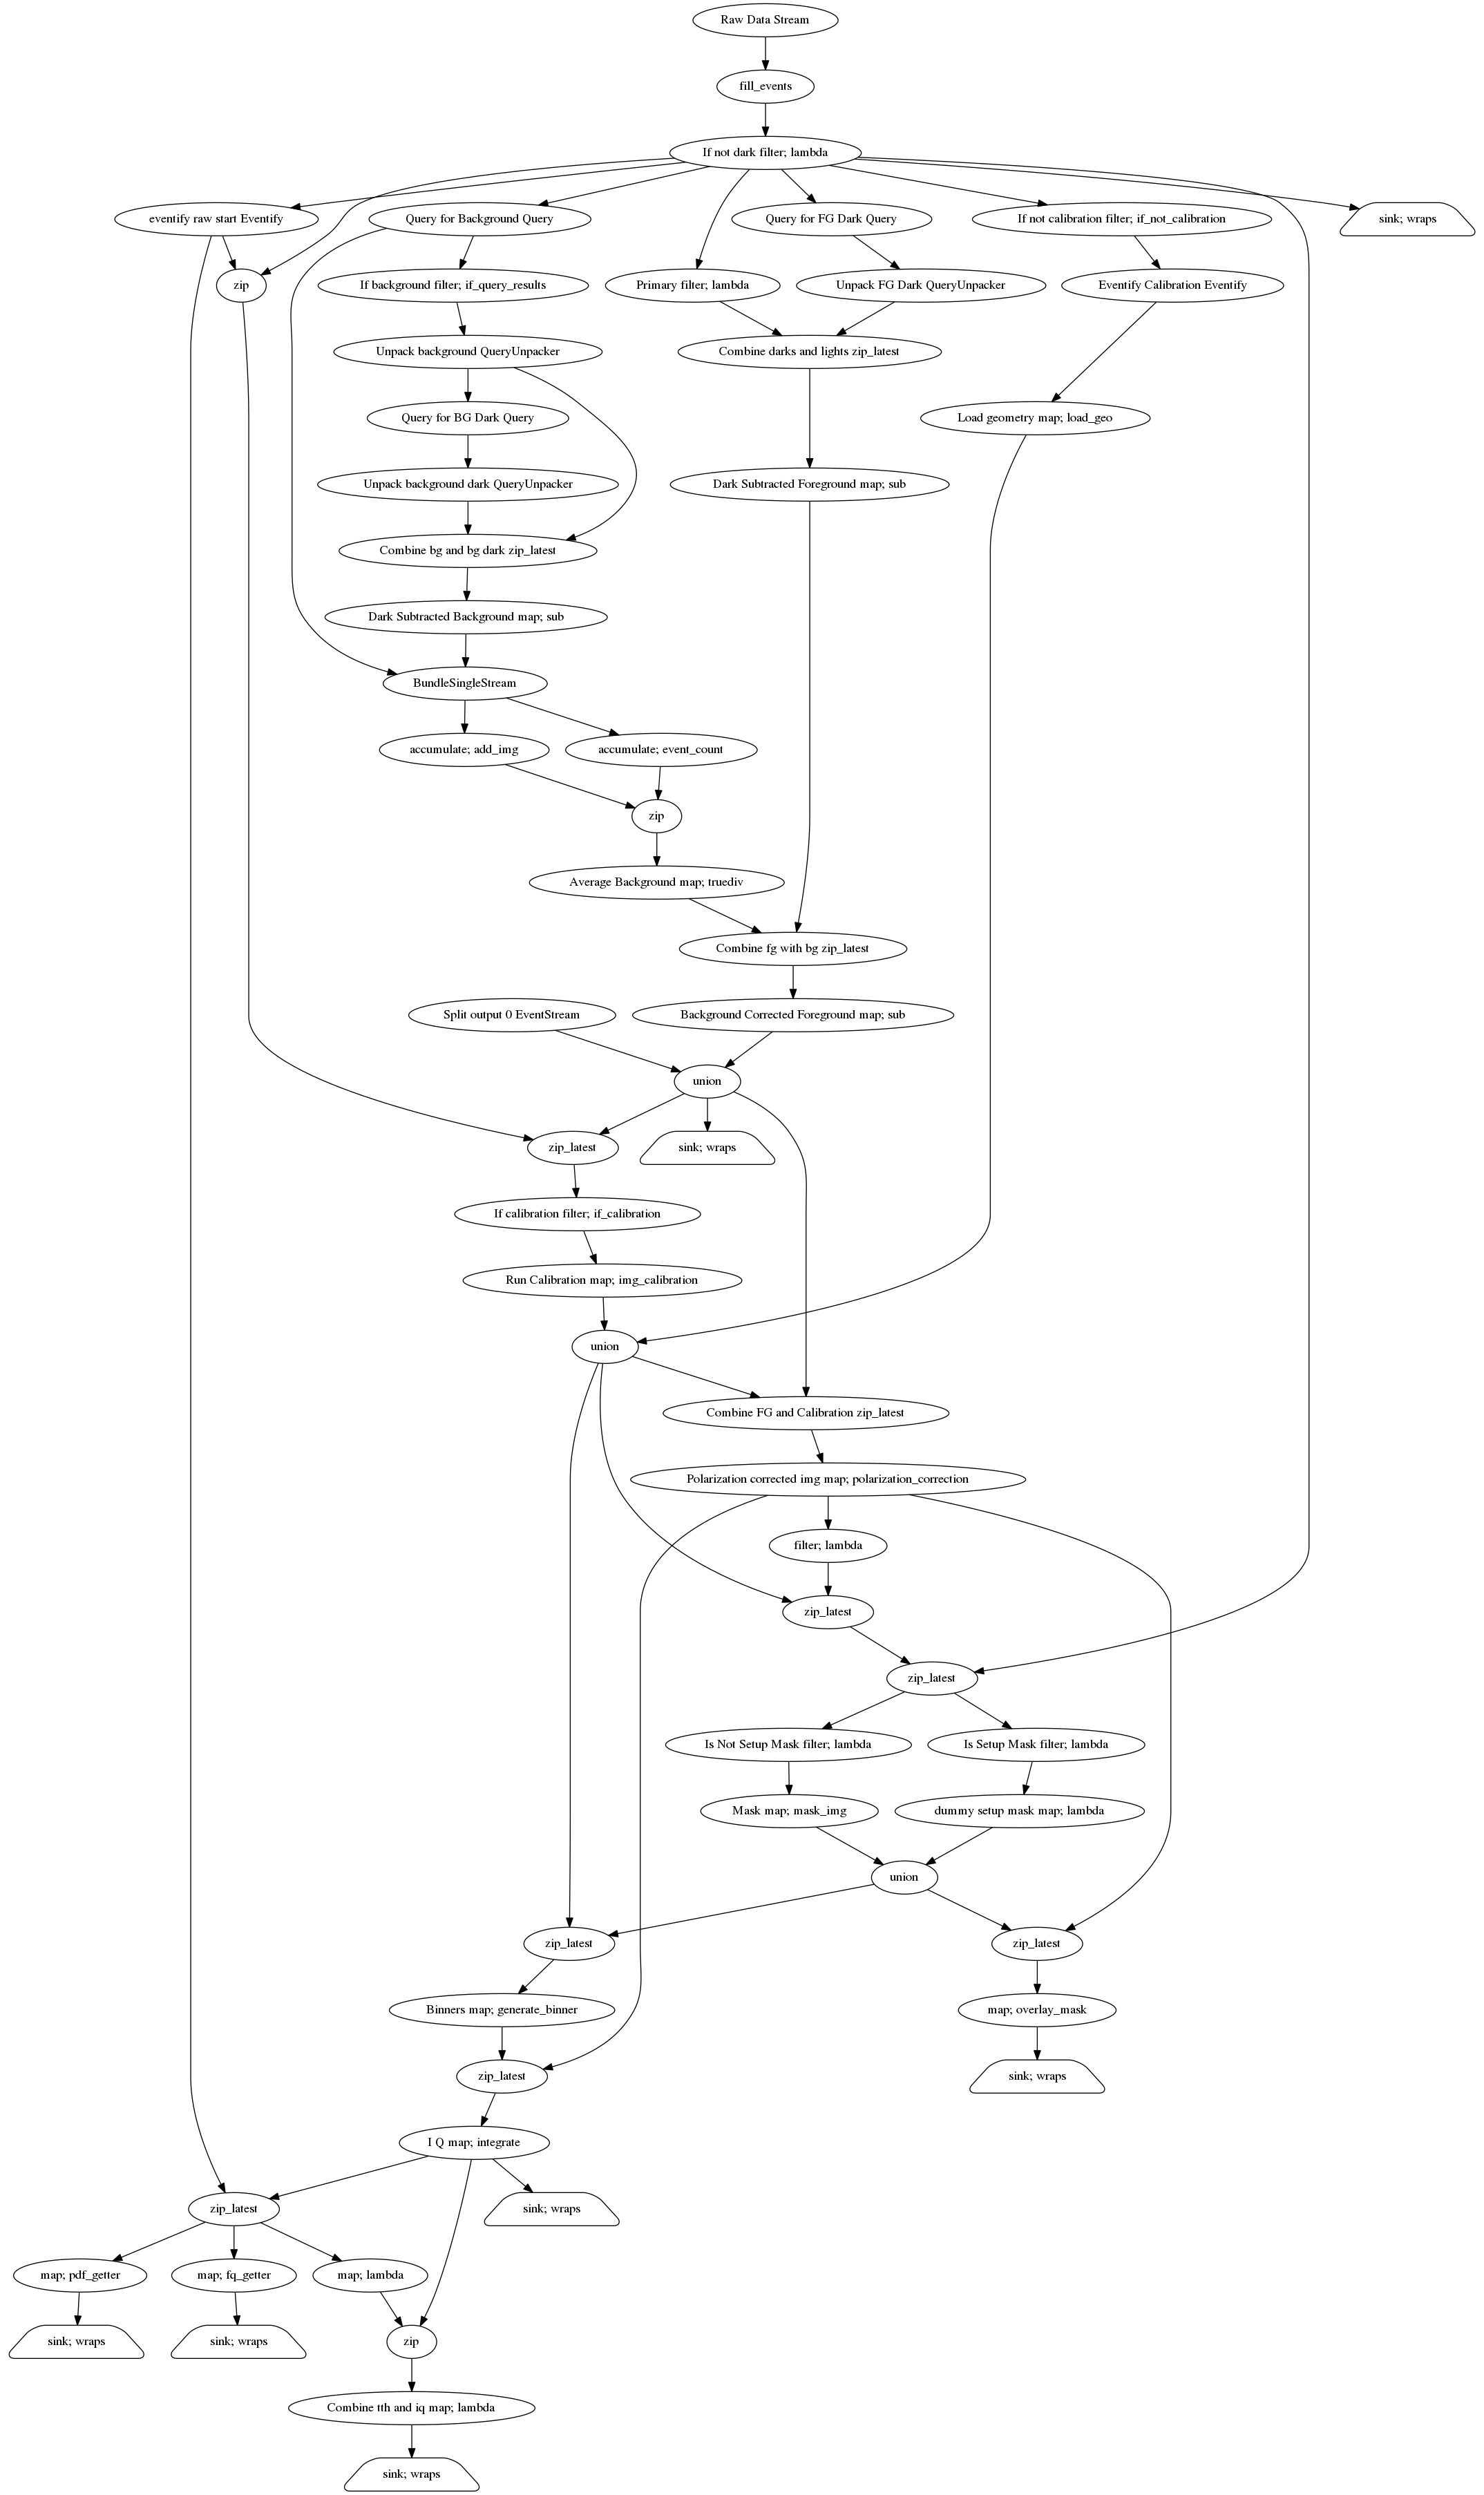 Raw Data Stream
fill_events
If not dark filter; lambda
eventify raw start Eventify
Query for Background Query
Query for FG Dark Query
If not calibration filter; if_not_calibration
sink; wraps
zip
If background filter; if_query_results
Primary filter; lambda
Unpack FG Dark QueryUnpacker
Eventify Calibration Eventify
Unpack background QueryUnpacker
Combine darks and lights zip_latest
Query for BG Dark Query
Load geometry map; load_geo
Unpack background dark QueryUnpacker
Dark Subtracted Foreground map; sub
Combine bg and bg dark zip_latest
Dark Subtracted Background map; sub
BundleSingleStream
accumulate; add_img
accumulate; event_count
zip
Average Background map; truediv
Combine fg with bg zip_latest
Split output 0 EventStream
Background Corrected Foreground map; sub
union
zip_latest
sink; wraps
If calibration filter; if_calibration
Run Calibration map; img_calibration
union
Combine FG and Calibration zip_latest
Polarization corrected img map; polarization_correction
filter; lambda
zip_latest
zip_latest
Is Not Setup Mask filter; lambda
Is Setup Mask filter; lambda
Mask map; mask_img
dummy setup mask map; lambda
union
zip_latest
zip_latest
Binners map; generate_binner
map; overlay_mask
zip_latest
sink; wraps
I Q map; integrate
zip_latest
sink; wraps
map; pdf_getter
map; fq_getter
map; lambda
sink; wraps
sink; wraps
zip
Combine tth and iq map; lambda
sink; wraps